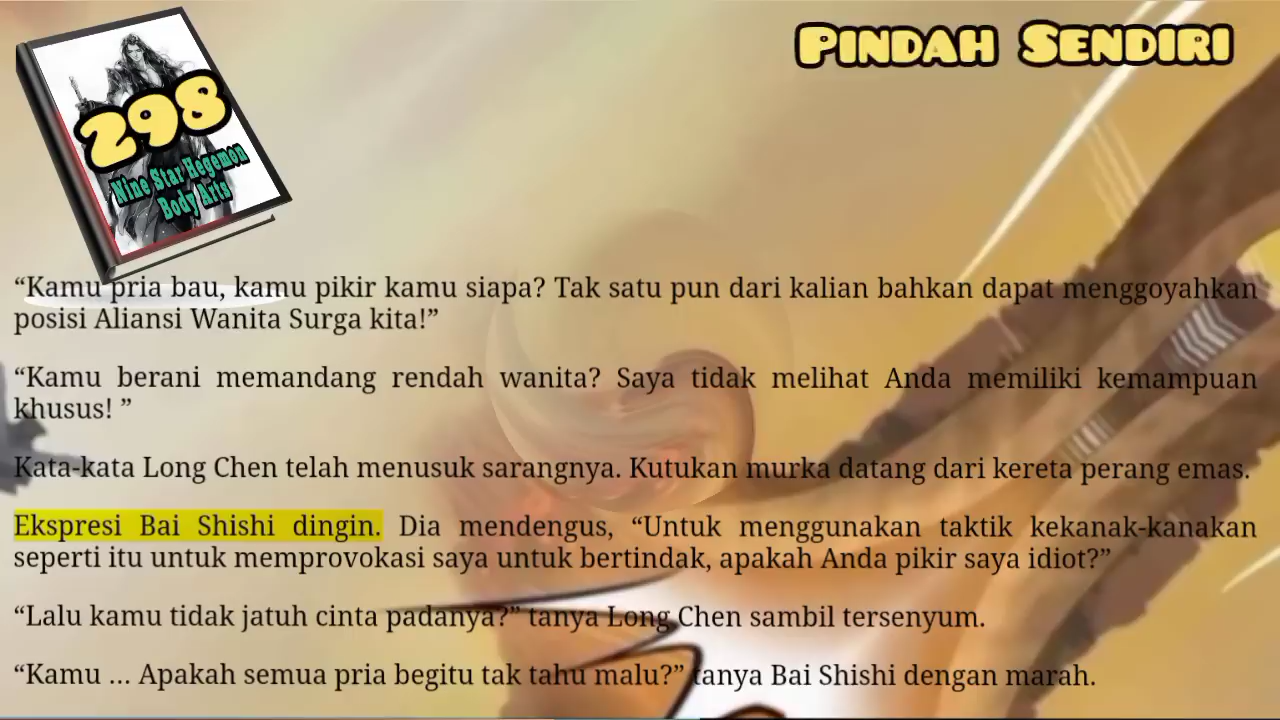 PINDAH SENDIRI
298
Nine Star Hegemon
Body Arts
“Kamu pria bau, kamu pikir kamu siapa? Tak satu pun dari kalian bahkan dapat menggoyahkan
posisi Aliansi Wanita Surga kita!”
“Kamu berani memandang rendah wanita? Saya tidak melihat Anda memiliki kemampuan
khusus! ”
Kata-kata Long Chen telah menusuk sarangnya. Kutukan murka datang dari kereta perang emas.
Ekspresi Bai Shishi dingin. Dia mendengus, “Untuk menggunakan taktik kekanak-kanakan
seperti itu untuk memprovokasi saya untuk bertindak, apakah Anda pikir saya idiot?”
“Lalu kamu tidak jatuh cinta padanya?” tanya Long Chen sambil tersenyum.
“Kamu ... Apakah semua pria begitu tak tahu malu?” tanya Bai Shishi dengan marah.